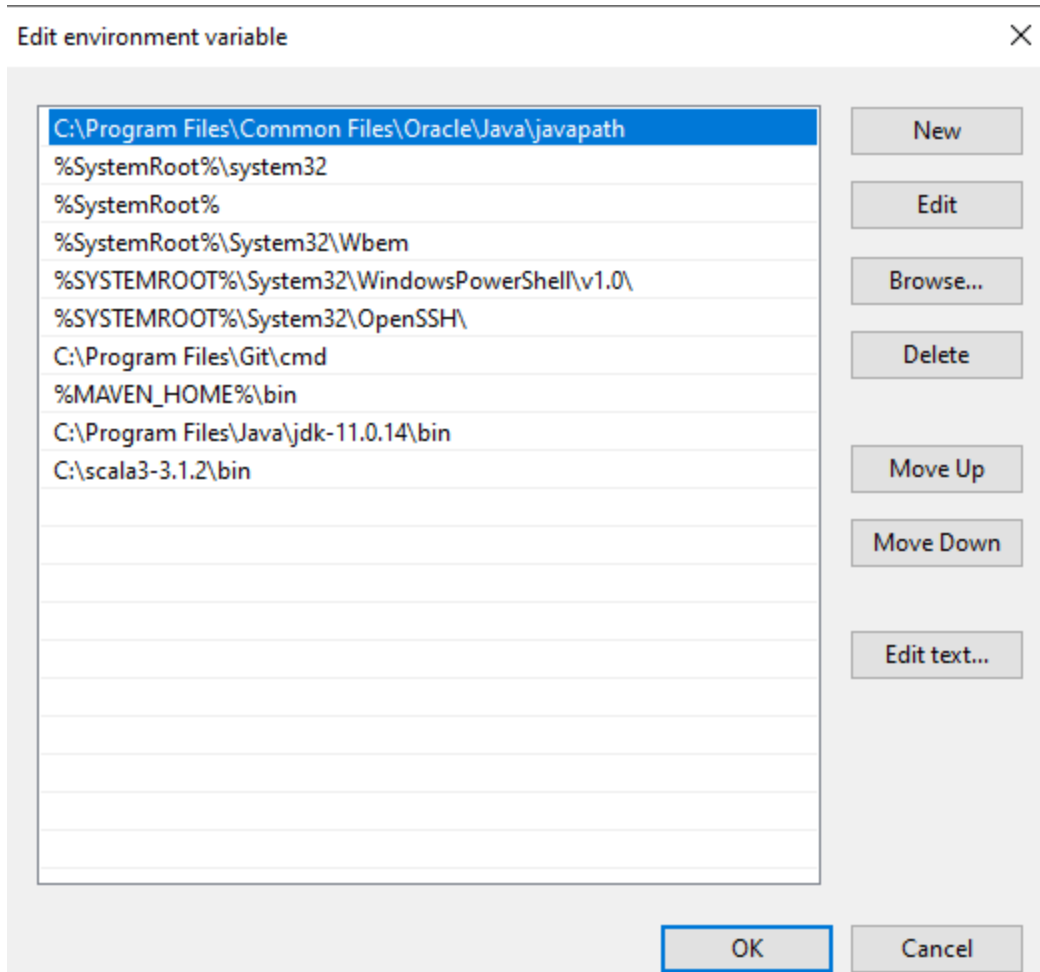 Edit environment variable
C:\Program Files\Common Files\Oracle\Java\javapath
%SystemRoot%\system32
%SystemRoot%
%SystemRoot%\System32\Wbem
%SYSTEMROOT%\System32\WindowsPowerShell\v1.0\
%SYSTEMROOT%\System32\OpenSSH\
C:\Program Files\Git\cmd
%MAVEN_HOME%\bin
C:\Program Files\Java\jdk-11.0.14\bin
C:\scala3-3.1.2\bin
New
Edit
Browse...
Delete
Move Up
Move Down
Edit text...
OK
Cancel